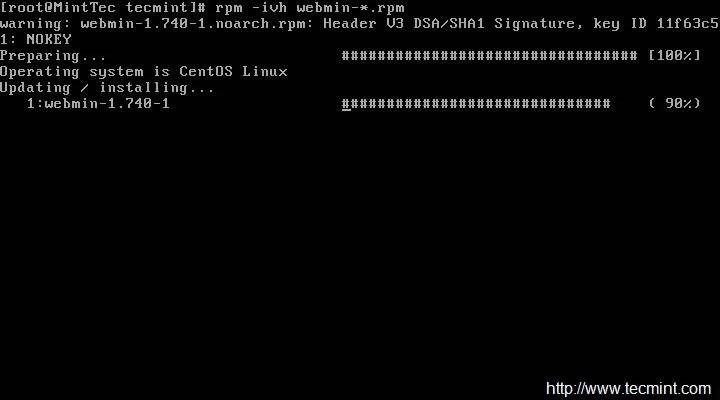 [root@MintTec tecmint]# rpm -ivh webmin-*.rpm
warning: webmin-1.740-1.noarch.rpm: Header V3 DSA/SHA1 Signature, key ID 11f63c5
1: NOKEY
Preparing... ################################# [100%]
Operating system is CentOS Linux
Updating / installing...
1:webmin-1.740-1 ############################## ( 90%)
http://www.tecmint.com